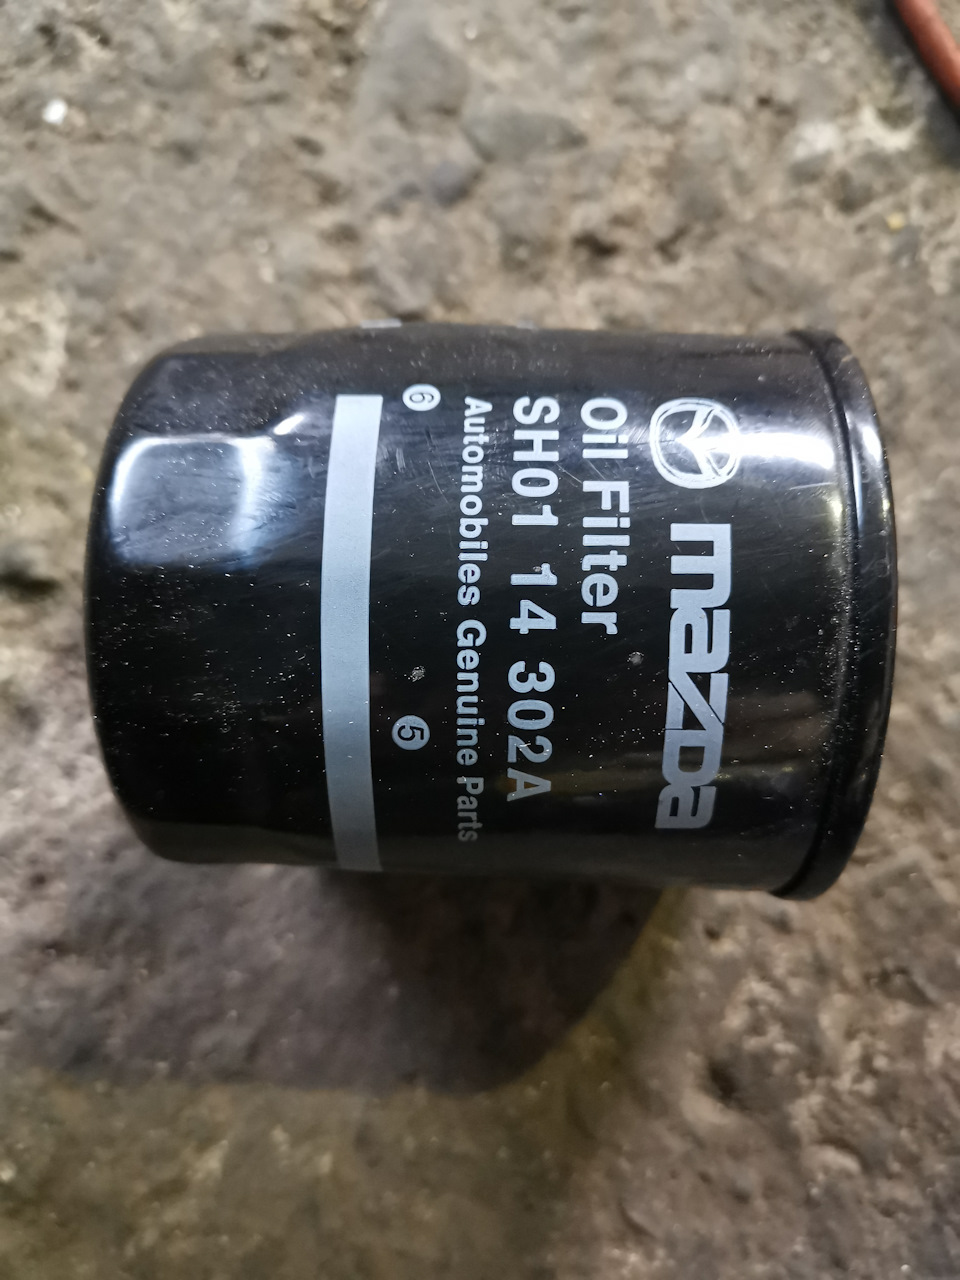 mazda
Oil Filter
SH01 14 302A
Automobiles Genuine Parts
6 5